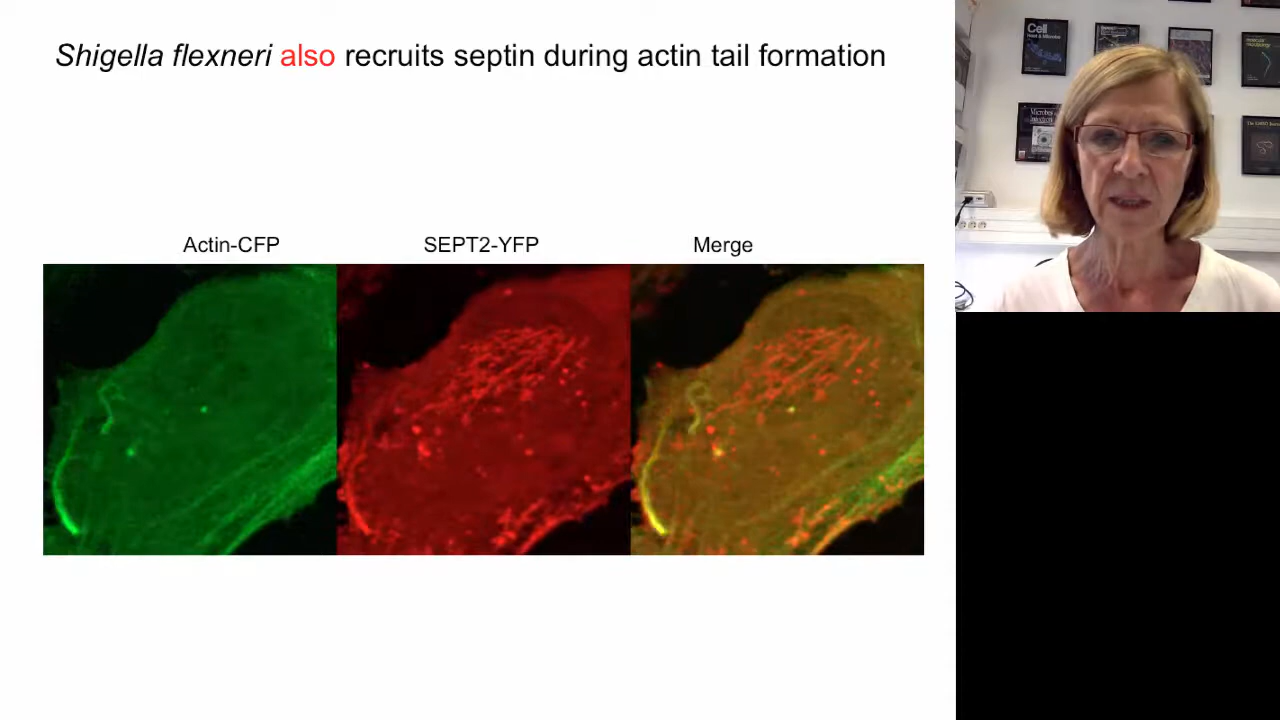 Shigella flexneri also recruits septin during actin tail formation
Actin-CFP SEPT2-YFP Merge
Cell